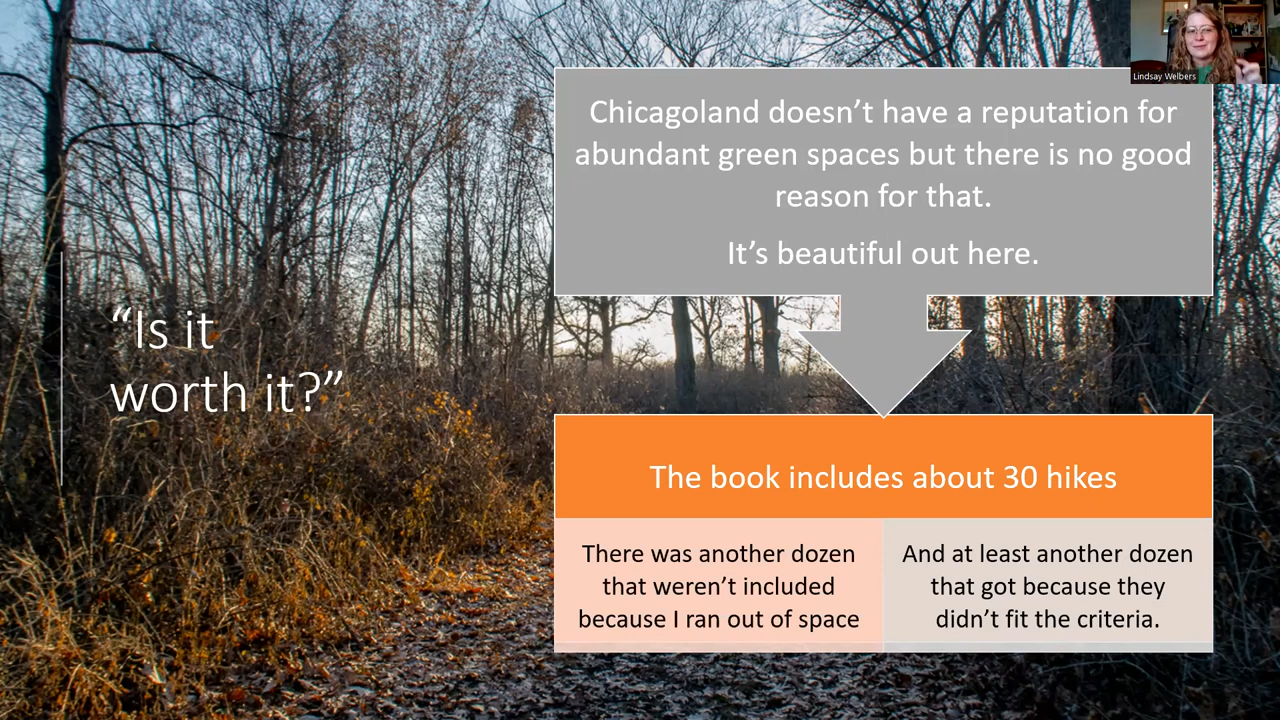 Lindsay Welbers
Chicagoland doesn’t have a reputation for
abundant green spaces but there is no good
reason for that.
It’s beautiful out here.
“Is it
worth it?”
The book includes about 30 hikes
There was another dozen
that weren’t included
because I ran out of space
And at least another dozen
that got because they
didn’t fit the criteria.